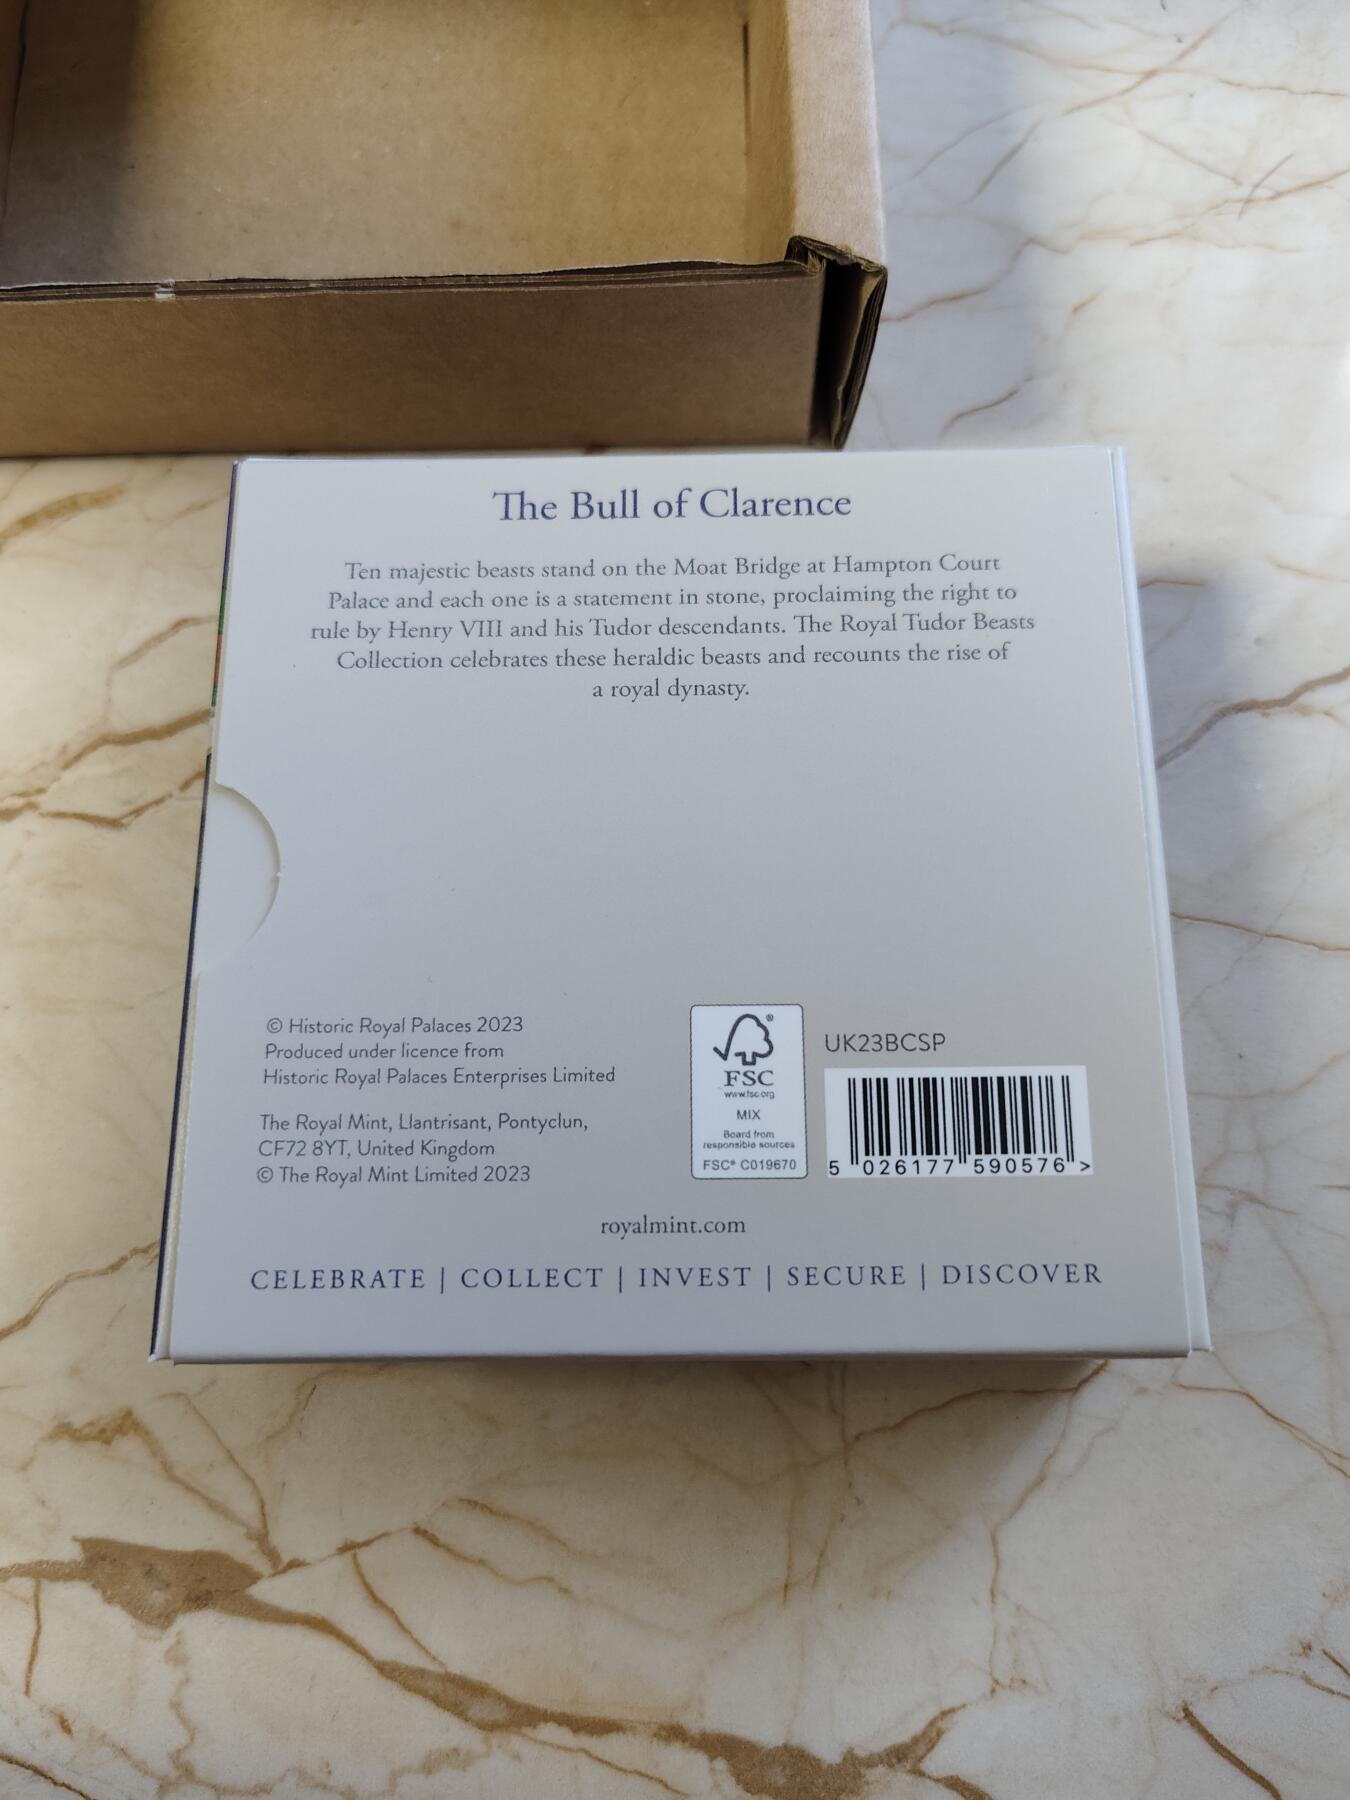 The Bull of Clarence
Ten majestic beasts stand on the Moat Bridge at Hampton Court
Palace and each one is a statement in stone, proclaiming the right to
rule by Henry VIII and his Tudor descendants. The Royal Tudor Beasts
Collection celebrates these heraldic beasts and recounts the rise of
a royal dynasty.
© Historic Royal Palaces 2023
Produced under licence from
Historic Royal Palaces Enterprises Limited
The Royal Mint, Llantrisant, Pontyclun,
CF72 8YT, United Kingdom
© The Royal Mint Limited 2023
®
FSC
www.fsc.org
MIX
Board from
responsible sources
FSC® C019670
UK23BCSP
5 026177 590576 >
royalmint.com
CELEBRATE | COLLECT | INVEST | SECURE | DISCOVER